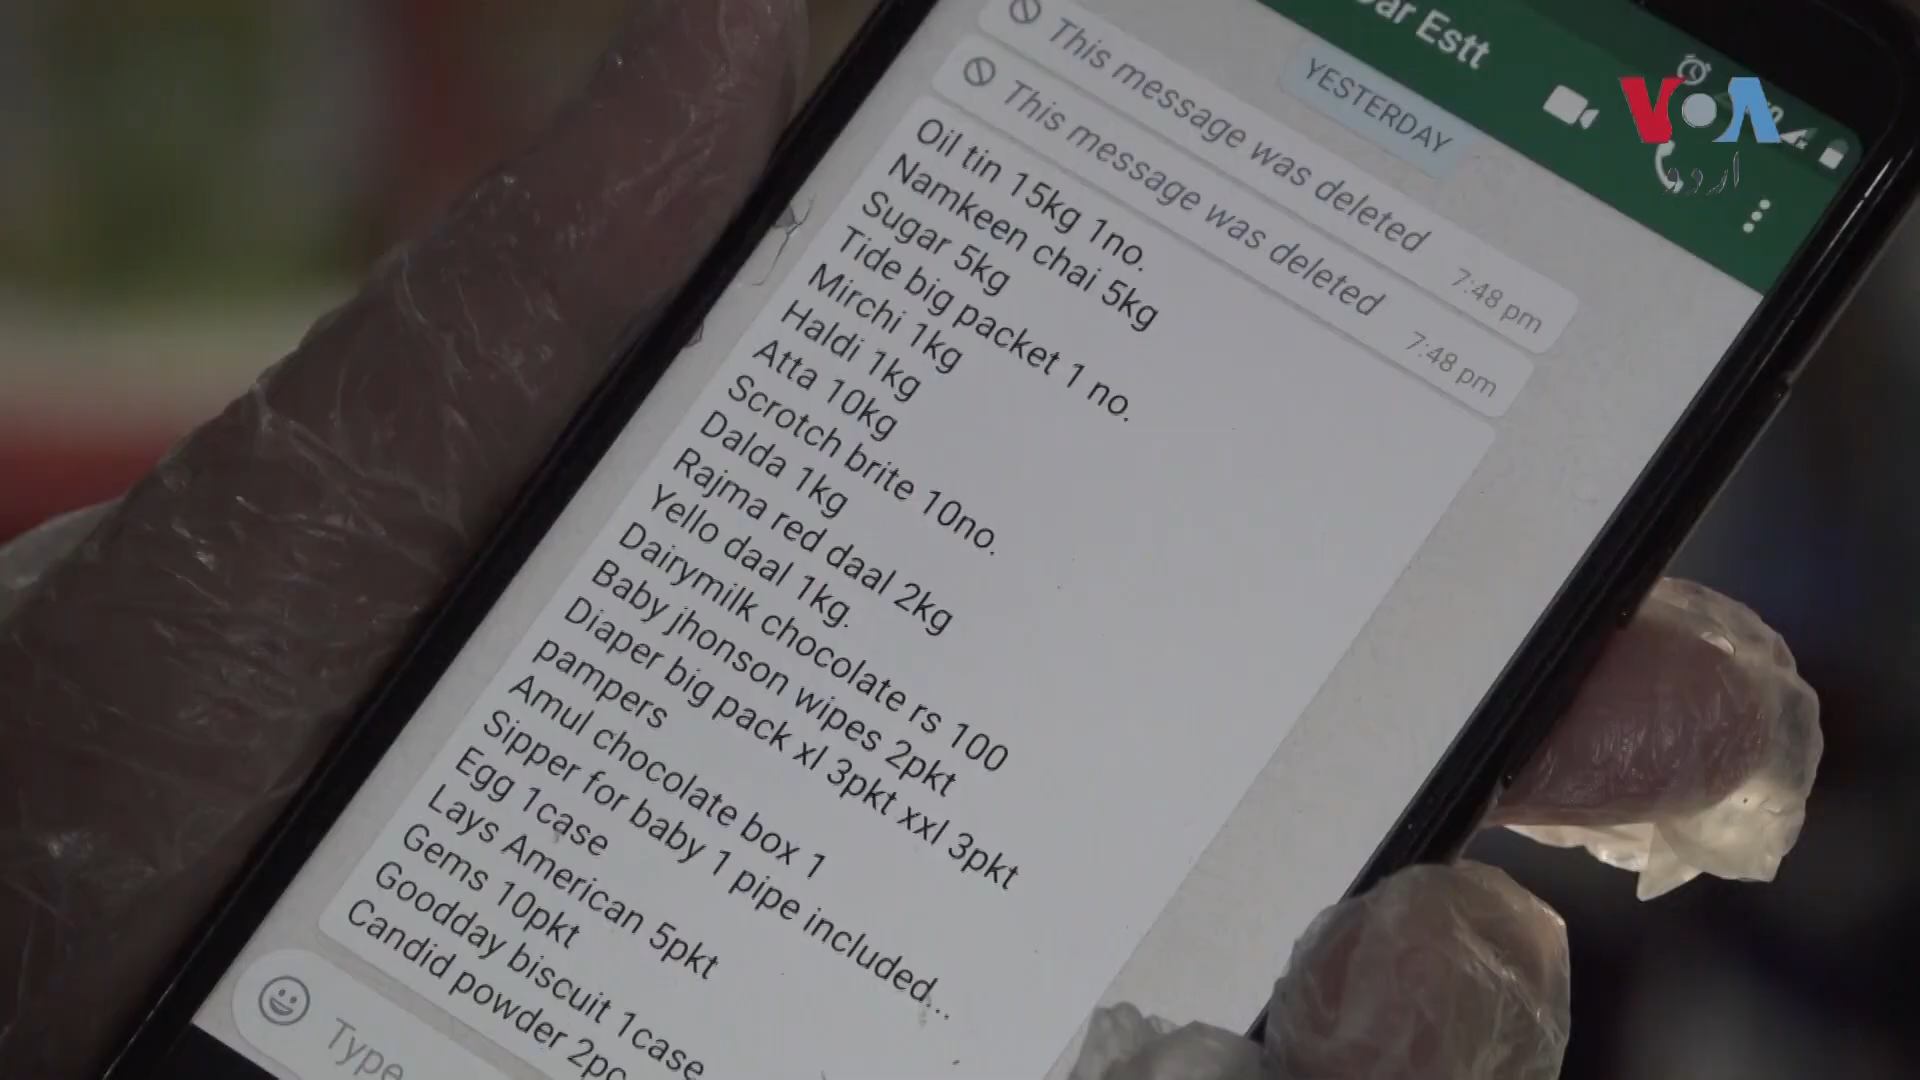 ar Estt
VOA
اردو
YESTERDAY
This message was deleted 7:48 pm
This message was deleted 7:48 pm
Oil tin 15kg 1no.
Namkeen chai 5kg
Sugar 5kg
Tide big packet 1 no.
Mirchi 1kg
Haldi 1kg
Atta 10kg
Scrotch brite 10no.
Dalda 1kg
Rajma red daal 2kg
Yello daal 1kg.
Dairymilk chocolate rs 100
Baby jhonson wipes 2pkt
Diaper big pack xl 3pkt xxl 3pkt
pampers
Amul chocolate box 1
Sipper for baby 1 pipe included..
Egg 1case
Lays American 5pkt
Gems 10pkt
Goodday biscuit 1case
Candid powder 2pc
Type